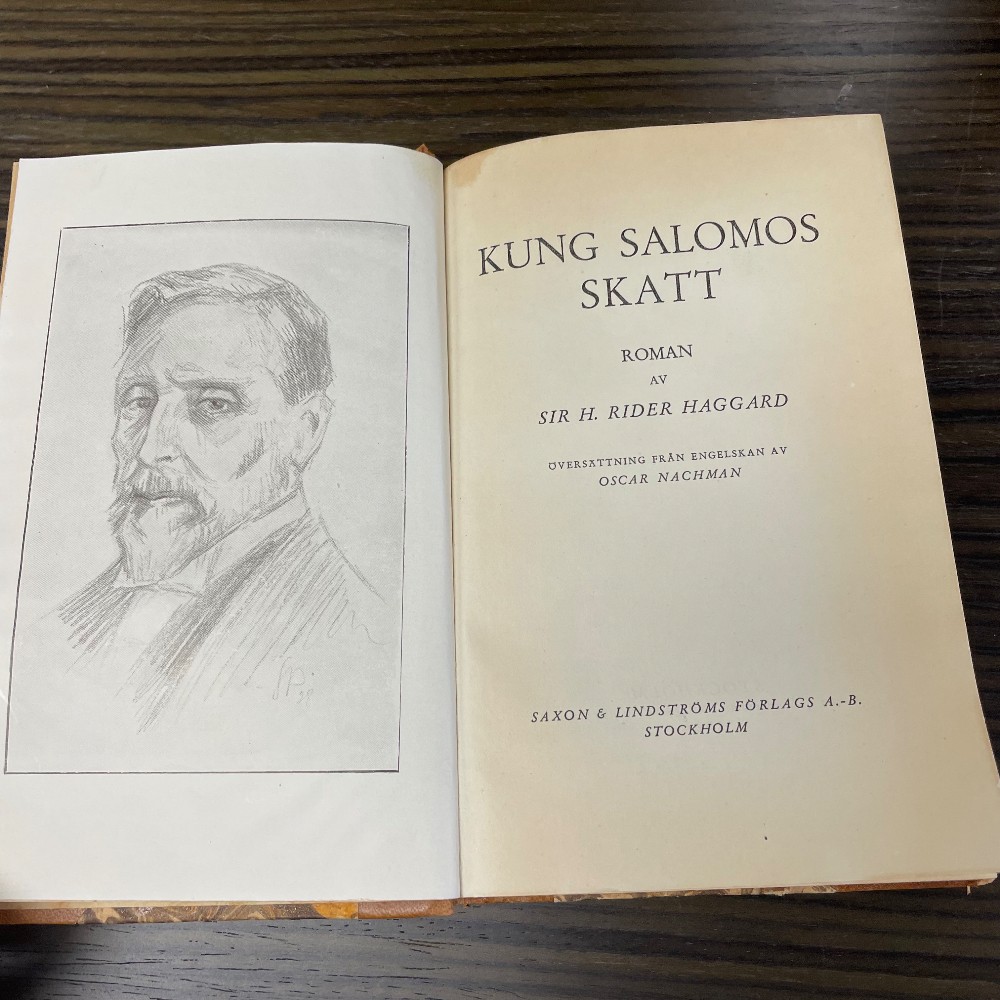 KUNG SALOMOS
SKATT
ROMAN
AV
SIR H. RIDER HAGGARD
ÖVERSÄTTNING FRÅN ENGELSKAN AV
OSCAR NACHMAN
SAXON & LINDSTRÖMS FÖRLAGS A.-B.
STOCKHOLM